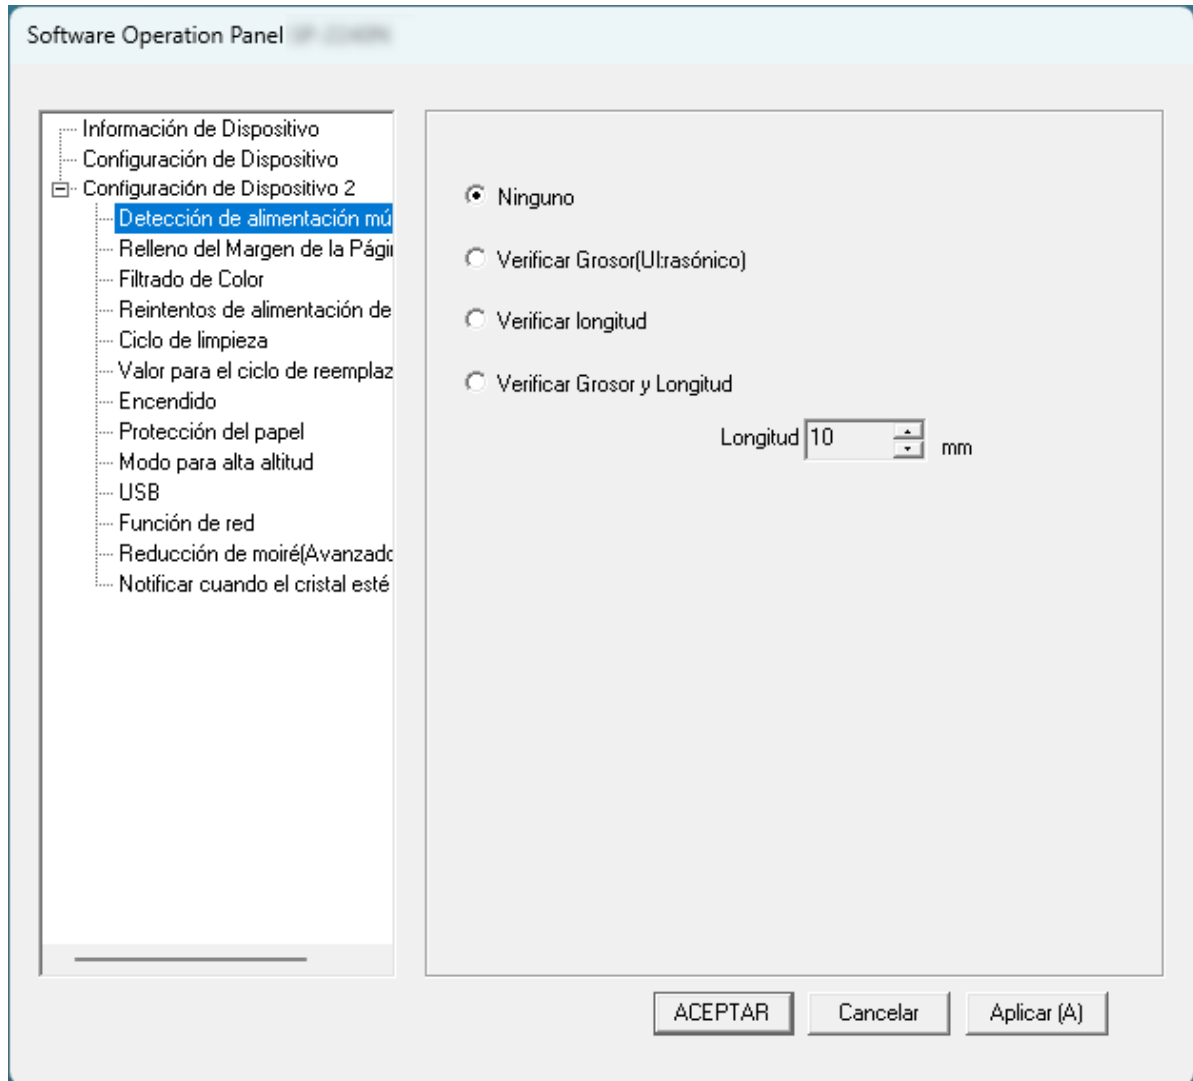 Software Operation Panel
Información de Dispositivo
Configuración de Dispositivo
Configuración de Dispositivo 2
Detección de alimentación mú
Relleno del Margen de la Págin
Filtrado de Color
Reintentos de alimentación de
Ciclo de limpieza
Valor para el ciclo de reemplaz
Encendido
Protección del papel
Modo para alta altitud
USB
Función de red
Reducción de moiré(Avanzado
Notificar cuando el cristal esté
Ninguno
Verificar Grosor(Ul:rasónico)
Verificar longitud
Verificar Grosor y Longitud
Longitud 10 mm
ACEPTAR Cancelar Aplicar (A)